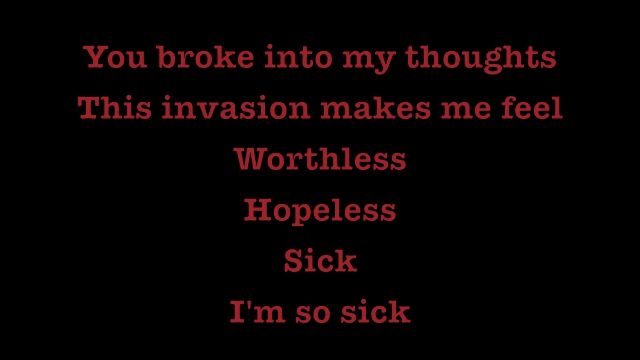 You broke into my thoughts
This invasion makes me feel
Worthless
Hopeless
Sick
I'm so sick